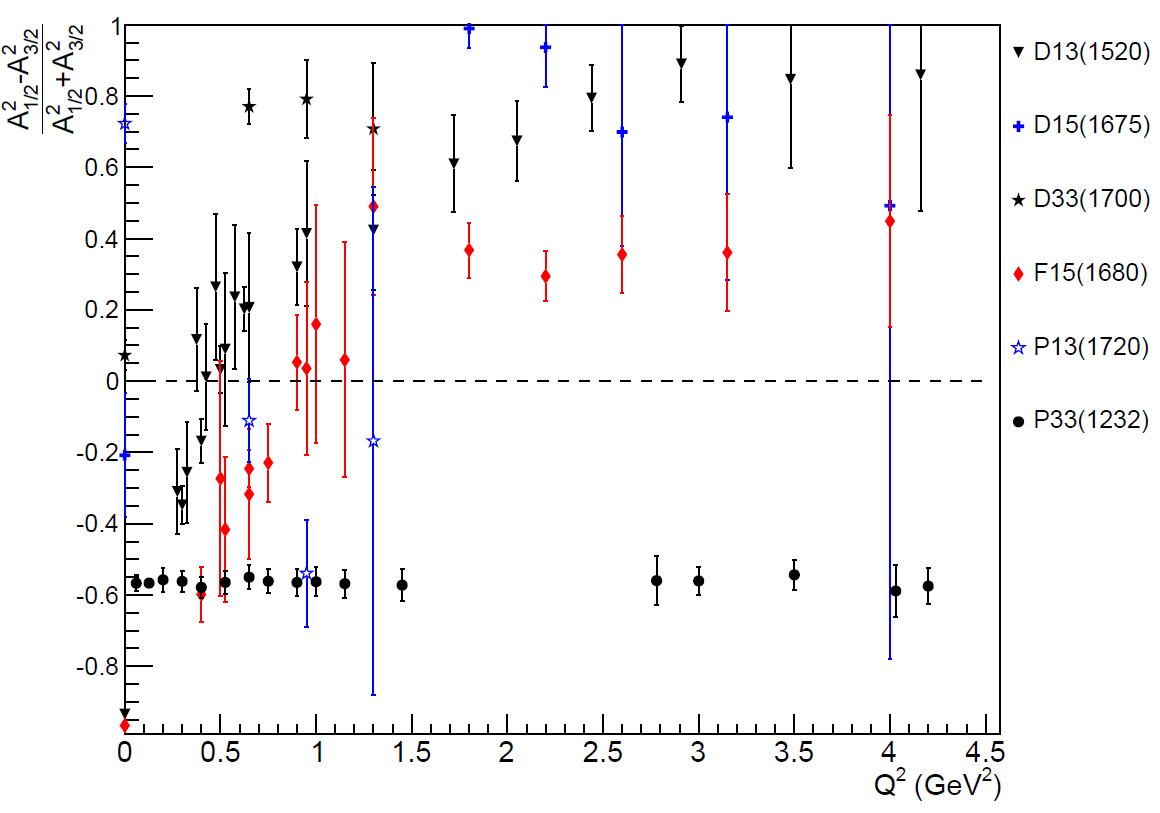 A²1/2-A²3/2
A²1/2+A²3/2
1
0.8
0.6
0.4
0.2
0
-0.2
-0.4
-0.6
-0.8
0 0.5 1 1.5 2 2.5 3 3.5 4 4.5
Q² (GeV²)
D13(1520)
D15(1675)
D33(1700)
F15(1680)
P13(1720)
P33(1232)